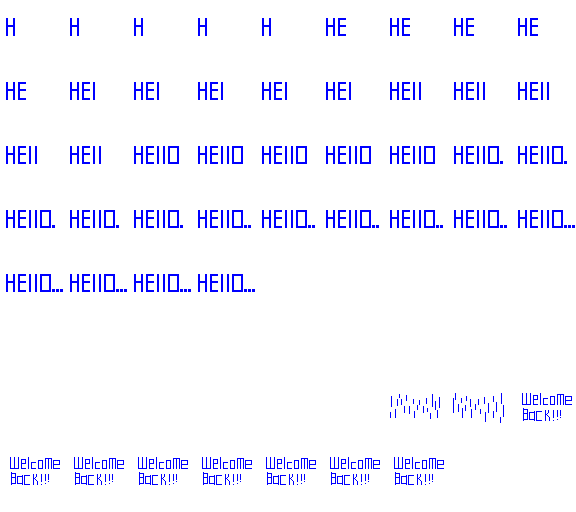 H H H H H HE HE HE HE
HE HEl HEl HEl HEl HEl HEll HEll HEll
HEll HEll HEllO HEllO HEllO HEllO HEllO HEllO. HEllO.
HEllO. HEllO. HEllO. HEllO.. HEllO.. HEllO.. HEllO.. HEllO.. HEllO...
HEllO... HEllO... HEllO... HEllO...
Welcome
BaCK!!!
Welcome Welcome Welcome Welcome Welcome Welcome Welcome
BaCK!!! BaCK!!! BaCK!!! BaCK!!! BaCK!!! BaCK!!! BaCK!!!